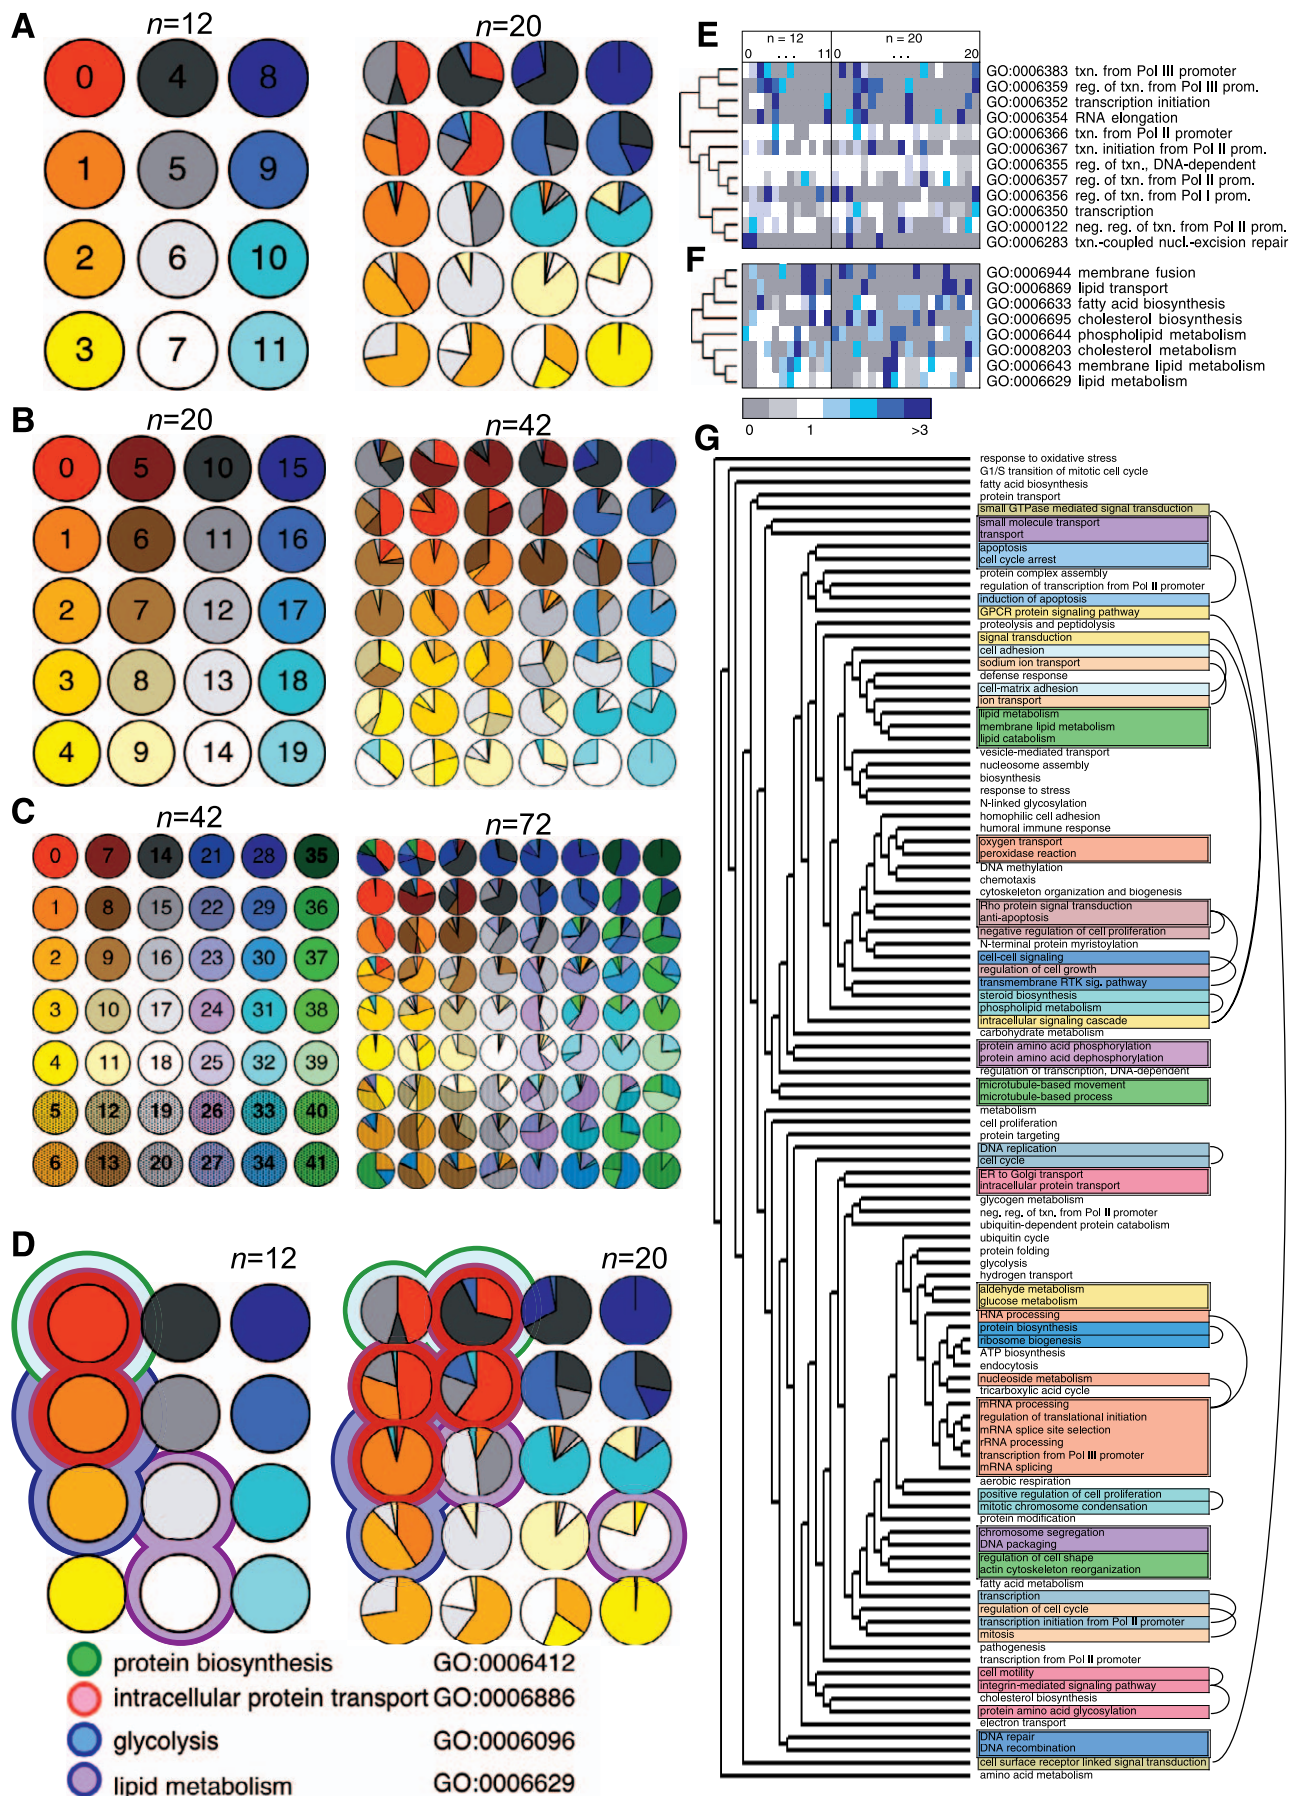 A
n=12
n=20
0 4 8
1 5 9
2 6 10
3 7 11
B
n=20
n=42
0 5 10 15
1 6 11 16
2 7 12 17
3 8 13 18
4 9 14 19
C
n=42
n=72
0 7 14 21 28 35
1 8 15 22 29 36
2 9 16 23 30 37
3 10 17 24 31 38
4 11 18 25 32 39
5 12 19 26 33 40
6 13 20 27 34 41
D
n=12
n=20
protein biosynthesis GO:0006412
intracellular protein transport GO:0006886
glycolysis GO:0006096
lipid metabolism GO:0006629
E
n = 12 n = 20
0 ... 11 0 ... 20
GO:0006383 txn. from Pol III promoter
GO:0006359 reg. of txn. from Pol III prom.
GO:0006352 transcription initiation
GO:0006354 RNA elongation
GO:0006366 txn. from Pol II promoter
GO:0006367 txn. initiation from Pol II prom.
GO:0006355 reg. of txn., DNA-dependent
GO:0006357 reg. of txn. from Pol II prom.
GO:0006356 reg. of txn. from Pol I prom.
GO:0006350 transcription
GO:0000122 neg. reg. of txn. from Pol II prom.
GO:0006283 txn.-coupled nucl.-excision repair
F
GO:0006944 membrane fusion
GO:0006869 lipid transport
GO:0006633 fatty acid biosynthesis
GO:0006695 cholesterol biosynthesis
GO:0006644 phospholipid metabolism
GO:0008203 cholesterol metabolism
GO:0006643 membrane lipid metabolism
GO:0006629 lipid metabolism
0 1 >3
G
response to oxidative stress
G1/S transition of mitotic cell cycle
fatty acid biosynthesis
protein transport
small GTPase mediated signal transduction
small molecule transport
transport
apoptosis
cell cycle arrest
protein complex assembly
regulation of transcription from Pol II promoter
induction of apoptosis
GPCR protein signaling pathway
proteolysis and peptidolysis
signal transduction
cell adhesion
sodium ion transport
defense response
cell-matrix adhesion
ion transport
lipid metabolism
membrane lipid metabolism
lipid catabolism
vesicle-mediated transport
nucleosome assembly
biosynthesis
response to stress
N-linked glycosylation
homophilic cell adhesion
humoral immune response
oxygen transport
peroxidase reaction
DNA methylation
chemotaxis
cytoskeleton organization and biogenesis
Rho protein signal transduction
anti-apoptosis
negative regulation of cell proliferation
N-terminal protein myristoylation
cell-cell signaling
regulation of cell growth
transmembrane RTK sig. pathway
steroid biosynthesis
phospholipid metabolism
intracellular signaling cascade
carbohydrate metabolism
protein amino acid phosphorylation
protein amino acid dephosphorylation
regulation of transcription, DNA-dependent
microtubule-based movement
microtubule-based process
metabolism
cell proliferation
protein targeting
DNA replication
cell cycle
ER to Golgi transport
intracellular protein transport
glycogen metabolism
neg. reg. of txn. from Pol II promoter
ubiquitin-dependent protein catabolism
ubiquitin cycle
protein folding
glycolysis
hydrogen transport
aldehyde metabolism
glucose metabolism
RNA processing
protein biosynthesis
ribosome biogenesis
ATP biosynthesis
endocytosis
nucleoside metabolism
tricarboxylic acid cycle
mRNA processing
regulation of translational initiation
mRNA splice site selection
rRNA processing
transcription from Pol III promoter
mRNA splicing
aerobic respiration
positive regulation of cell proliferation
mitotic chromosome condensation
protein modification
chromosome segregation
DNA packaging
regulation of cell shape
actin cytoskeleton reorganization
fatty acid metabolism
transcription
regulation of cell cycle
transcription initiation from Pol II promoter
mitosis
pathogenesis
transcription from Pol II promoter
cell motility
integrin-mediated signaling pathway
cholesterol biosynthesis
protein amino acid glycosylation
electron transport
DNA repair
DNA recombination
cell surface receptor linked signal transduction
amino acid metabolism